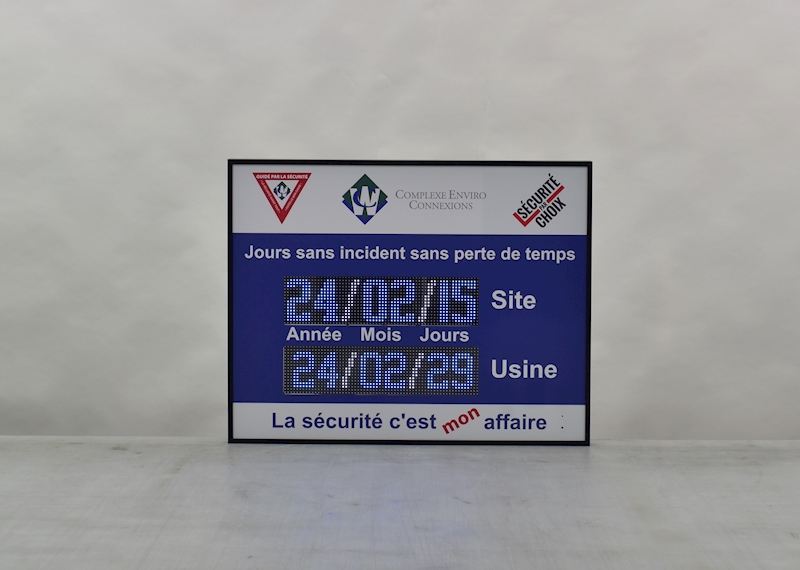 GUIDÉ PAR LA SÉCURITÉ
COMPLEXE ENVIRO
CONNEXIONS
SÉCURITÉ
PAR
CHOIX
Jours sans incident sans perte de temps
24/02/15 Site
Année Mois Jours
24/02/29 Usine
La sécurité c'est mon affaire